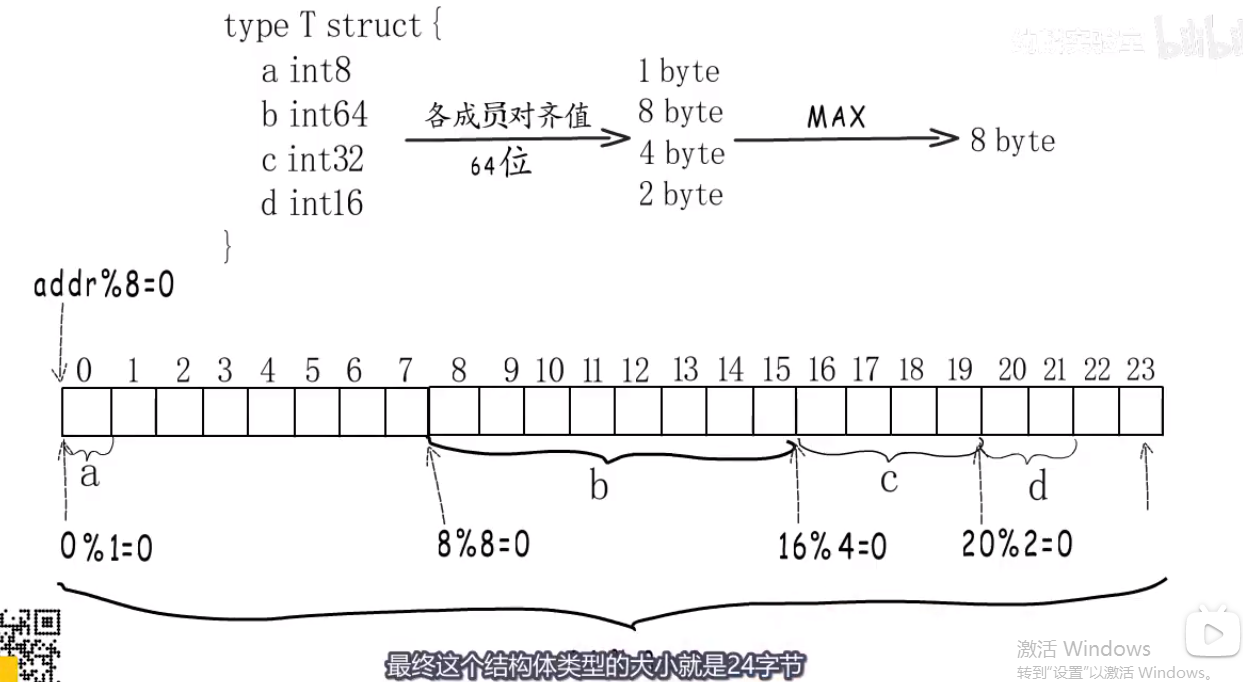 type T struct {
a int8
b int64
c int32
d int16
}
各成员对齐值
64位
1 byte
8 byte
4 byte
2 byte
MAX
8 byte
addr%8=0
0 1 2 3 4 5 6 7 8 9 10 11 12 13 14 15 16 17 18 19 20 21 22 23
a
b
c
d
0%1=0
8%8=0
16%4=0
20%2=0
最终这个结构体类型的大小就是24字节
激活 Windows
转到"设置"以激活 Windows。